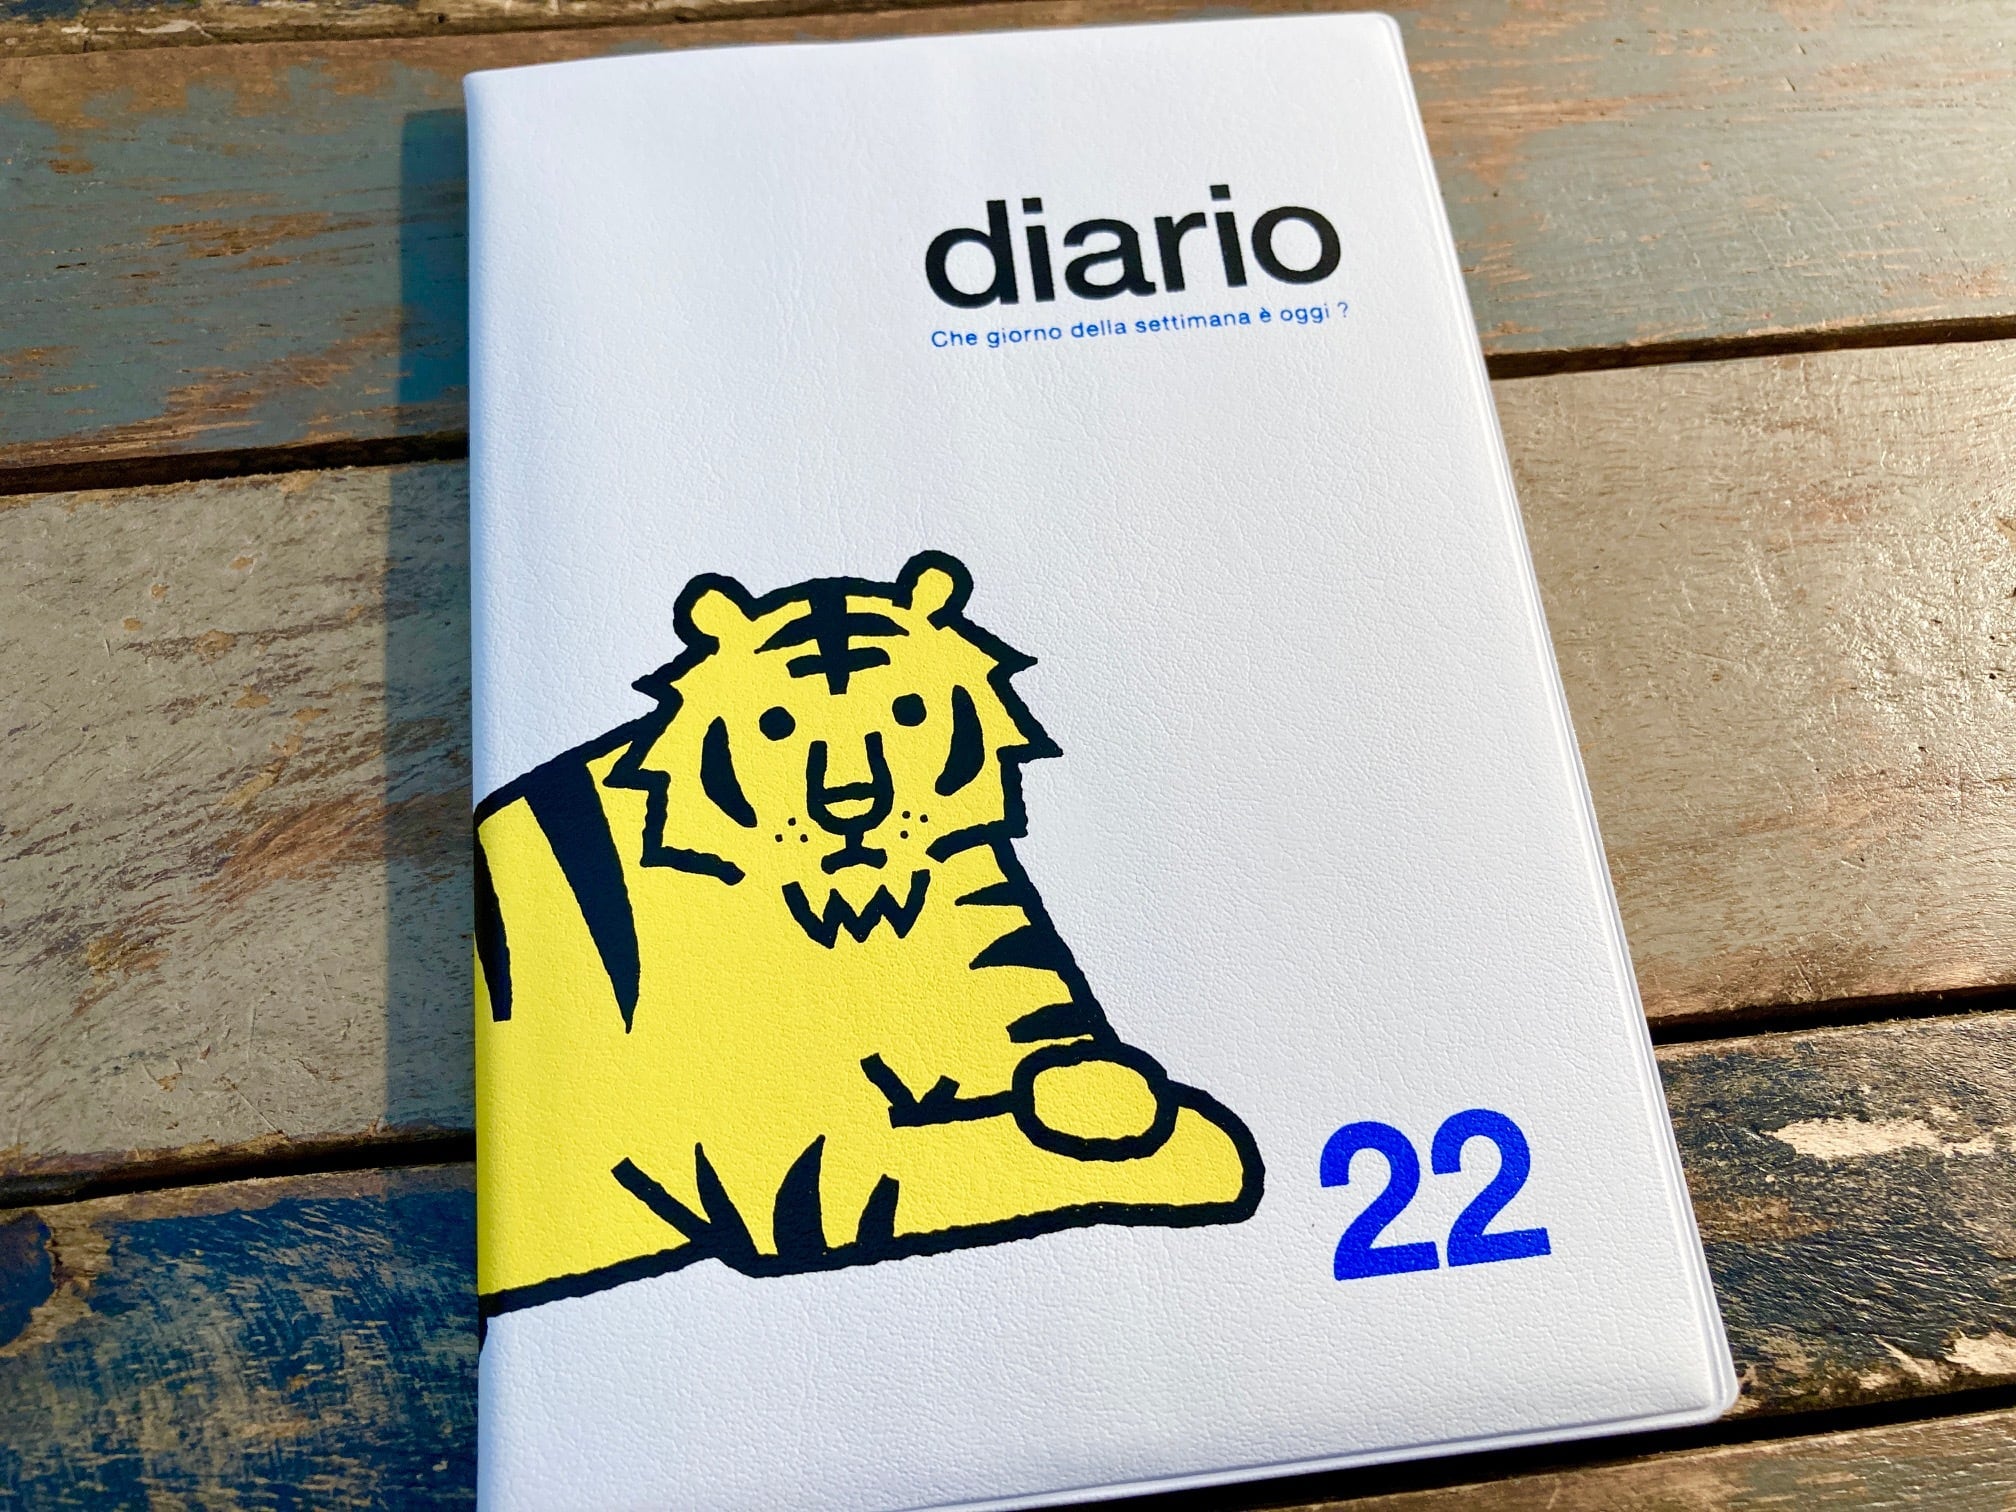 diario
Che giorno della settimana è oggi ?
22